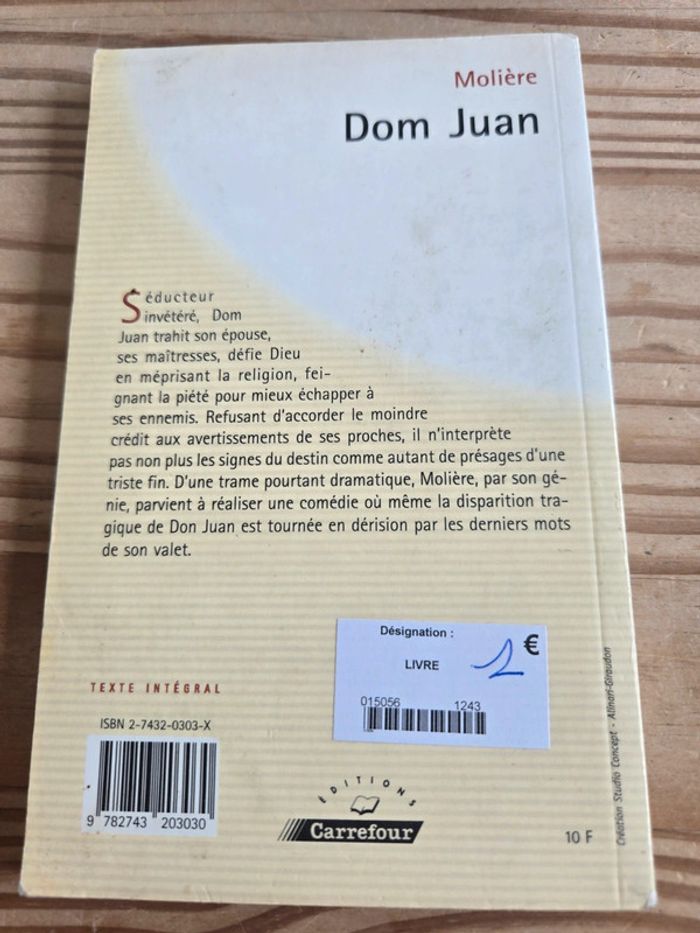 Molière
Dom Juan
Séducteur
invétéré, Dom
Juan trahit son épouse,
ses maîtresses, défie Dieu
en méprisant la religion, fei-
gnant la piété pour mieux échapper à
ses ennemis. Refusant d'accorder le moindre
crédit aux avertissements de ses proches, il n'interprète
pas non plus les signes du destin comme autant de présages d'une
triste fin. D'une trame pourtant dramatique, Molière, par son gé-
nie, parvient à réaliser une comédie où même la disparition tra-
gique de Don Juan est tournée en dérision par les derniers mots
de son valet.
Désignation :
LIVRE
1 €
015056 1243
TEXTE INTÉGRAL
ISBN 2-7432-0303-X
9 782743 203030
ÉDITIONS
Carrefour
10 F
Création Studio Concept - Alinari-Giraudon